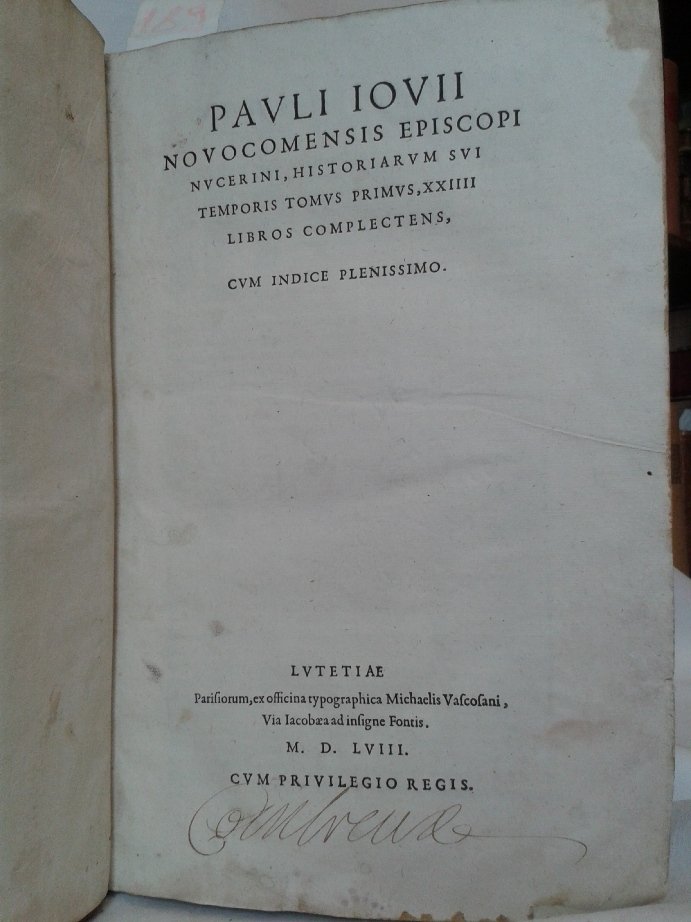 159
PAVLI IOVII
NOVOCOMENSIS EPISCOPI
NVCERINI, HISTORIARVM SVI
TEMPORIS TOMVS PRIMVS, XXIIII
LIBROS COMPLECTENS,
CVM INDICE PLENISSIMO.
LVTETIAE
Pariſiorum, ex officina typographica Michaelis Vaſcoſani,
Via Iacobæa ad inſigne Fontis.
M. D. LVIII.
CVM PRIVILEGIO REGIS.